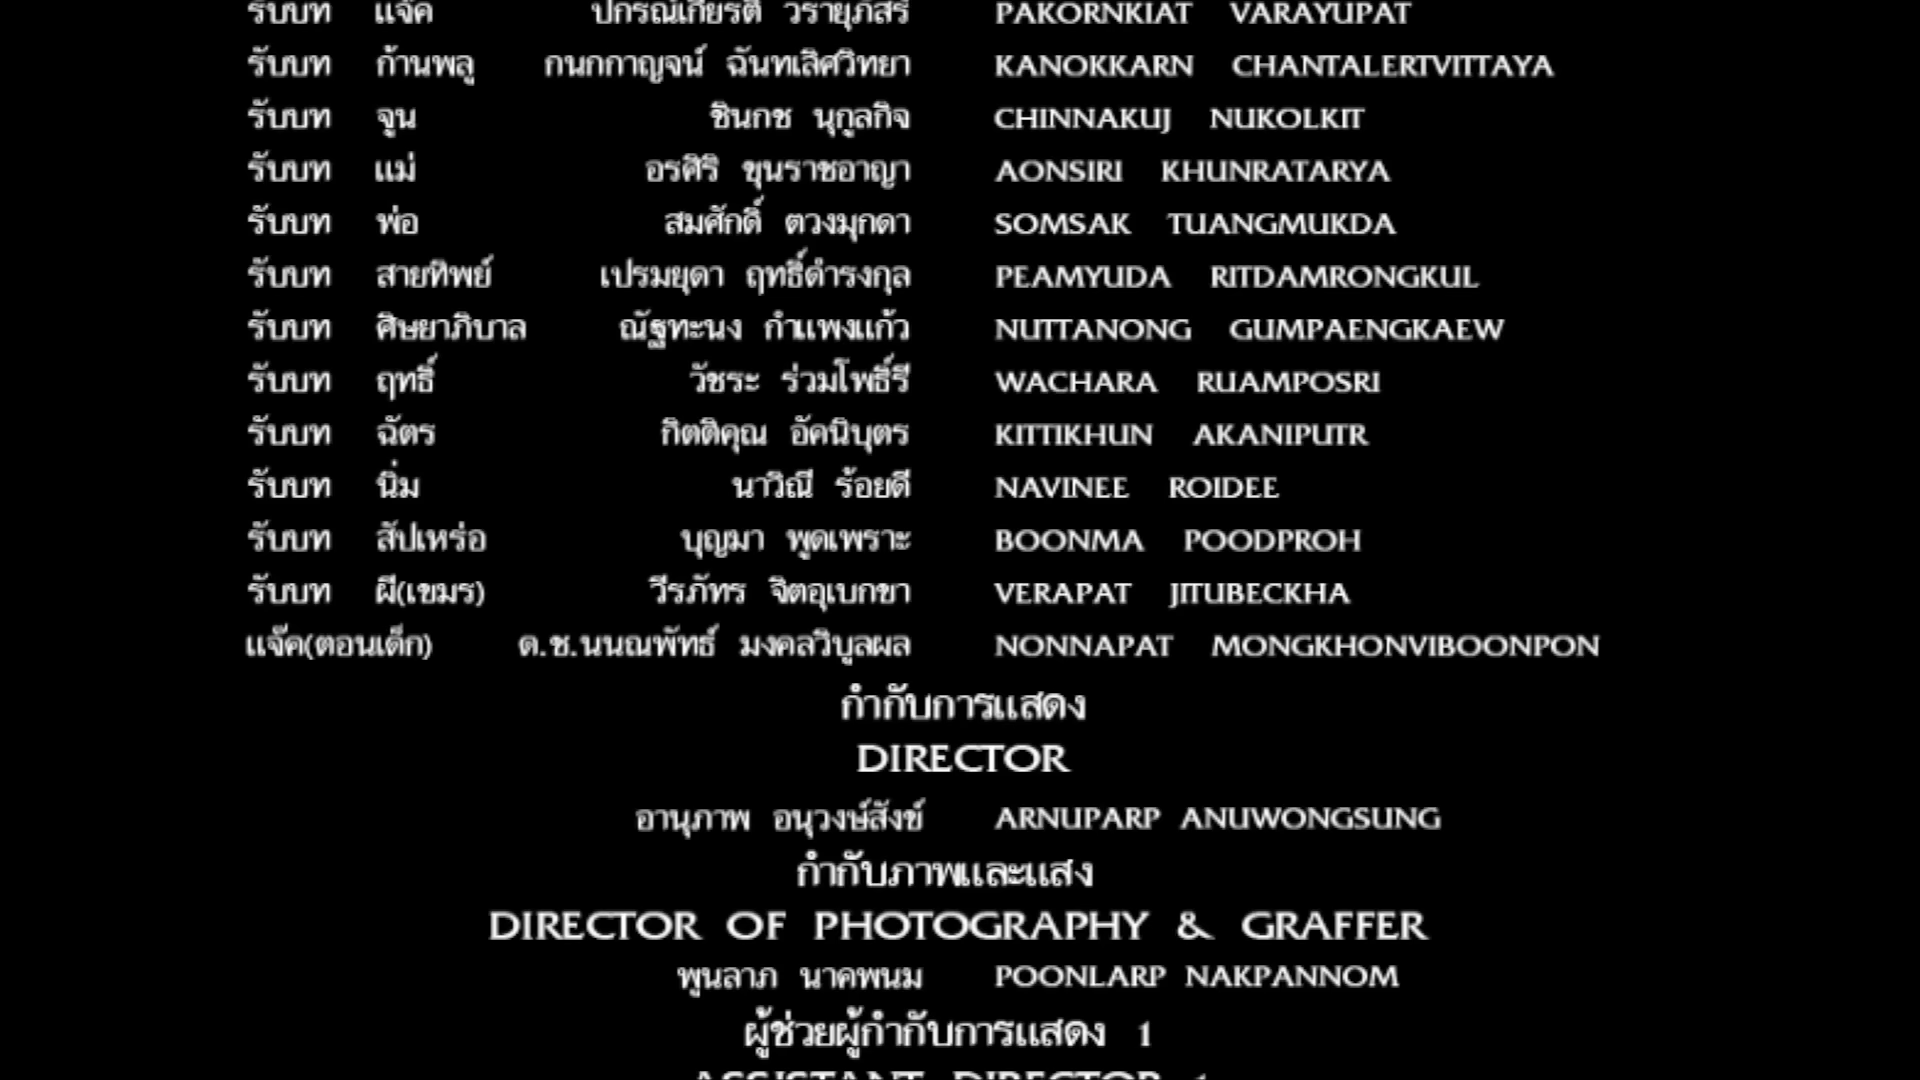 รับบท แจ๊ค ปกรณ์เกียรติ วรายุภัสร์ PAKORNKIAT VARAYUPAT
รับบท ก้านพลู กนกกาญจน์ ฉันทเลิศวิทยา KANOKKARN CHANTALERTVITTAYA
รับบท จูน ชินกช นุกูลกิจ CHINNAKUJ NUKOLKIT
รับบท แม่ อรศิริ ขุนราชอาญา AONSIRI KHUNRATARYA
รับบท พ่อ สมศักดิ์ ตวงมุกดา SOMSAK TUANGMUKDA
รับบท สายทิพย์ เปรมยุดา ฤทธิ์ดำรงกุล PEAMYUDA RITDAMRONGKUL
รับบท ศิษยาภิบาล ณัฐทะนง กำแพงแก้ว NUTTANONG GUMPAENGKAEW
รับบท ฤทธิ์ วัชระ ร่วมโพธิ์รี WACHARA RUAMPOSRI
รับบท ฉัตร กิตติคุณ อัคนิบุตร KITTIKHUN AKANIPUTR
รับบท นิ่ม นาวิณี ร้อยดี NAVINEE ROIDEE
รับบท สัปเหร่อ บุญมา พูดเพราะ BOONMA POODPROH
รับบท ผี(เขมร) วีรภัทร จิตอุเบกขา VERAPAT JITUBECKHA
แจ๊ค(ตอนเด็ก) ด.ช.นนณพัทธ์ มงคลวิบูลผล NONNAPAT MONGKHONVIBOONPON
กำกับการแสดง
DIRECTOR
อานุภาพ อนุวงษ์สังข์ ARNUPARP ANUWONGSUNG
กำกับภาพและแสง
DIRECTOR OF PHOTOGRAPHY & GRAFFER
พูนลาภ นาคพนม POONLARP NAKPANNOM
ผู้ช่วยผู้กำกับการแสดง 1
ASSISTANT DIRECTOR 1